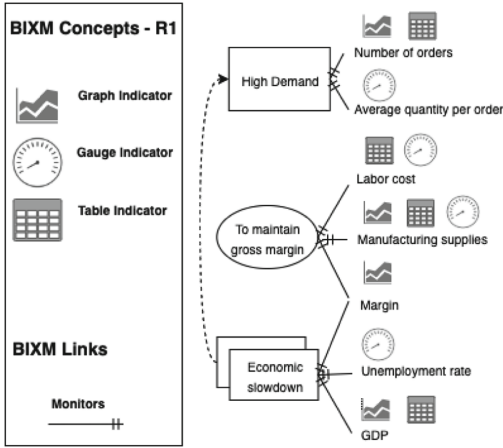 BIXM Concepts - R1
Graph Indicator
Gauge Indicator
Table Indicator
BIXM Links
Monitors
High Demand
Number of orders
Average quantity per order
To maintain
gross margin
Labor cost
Manufacturing supplies
Margin
Economic
slowdown
Unemployment rate
GDP